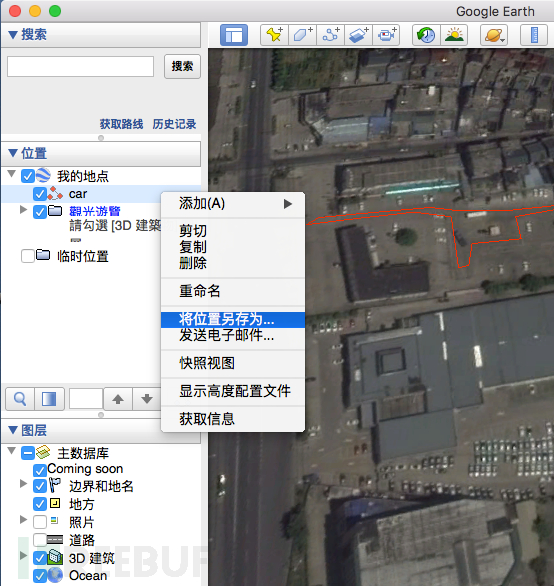 Google Earth
搜索
搜索
获取路线 历史记录
位置
我的地点
car
觀光遊覽
請勾選 [3D 建築
临时位置
添加(A)
剪切
复制
删除
重命名
将位置另存为...
发送电子邮件...
快照视图
显示高度配置文件
获取信息
图层
主数据库
Coming soon
边界和地名
地方
照片
道路
3D 建筑
Ocean